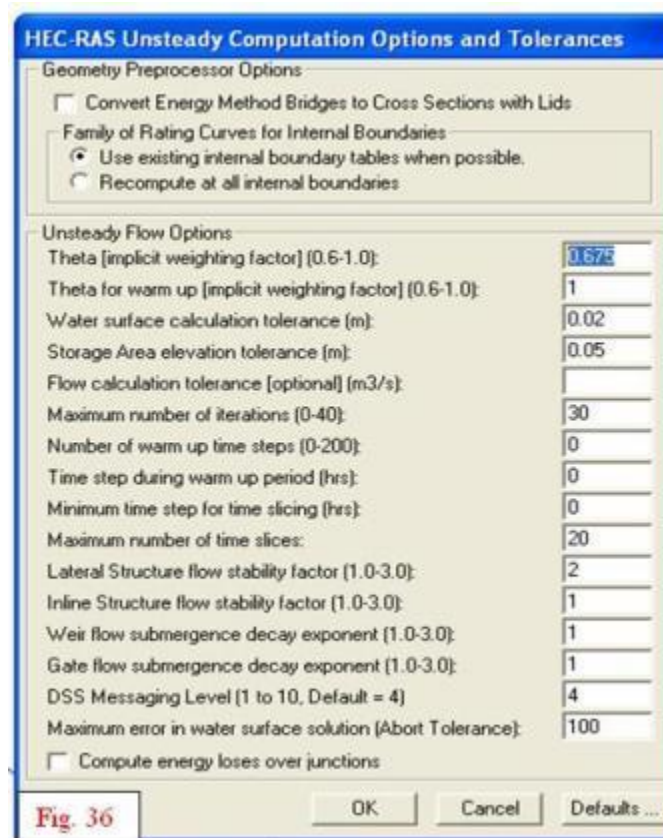 HEC-RAS Unsteady Computation Options and Tolerances
Geometry Preprocessor Options
Convert Energy Method Bridges to Cross Sections with Lids
Family of Rating Curves for Internal Boundaries
Use existing internal boundary tables when possible.
Recompute at all internal boundaries
Unsteady Flow Options
Theta [implicit weighting factor] (0.6-1.0): 0.675
Theta for warm up [implicit weighting factor] (0.6-1.0): 1
Water surface calculation tolerance (m): 0.02
Storage Area elevation tolerance (m): 0.05
Flow calculation tolerance [optional] (m3/s):
Maximum number of iterations (0-40): 30
Number of warm up time steps (0-200): 0
Time step during warm up period (hrs): 0
Minimum time step for time slicing (hrs): 0
Maximum number of time slices: 20
Lateral Structure flow stability factor (1.0-3.0): 2
Inline Structure flow stability factor (1.0-3.0): 1
Weir flow submergence decay exponent (1.0-3.0): 1
Gate flow submergence decay exponent (1.0-3.0): 1
DSS Messaging Level (1 to 10, Default = 4) 4
Maximum error in water surface solution (Abort Tolerance): 100
Compute energy loses over junctions
Fig. 36 OK Cancel Defaults ...